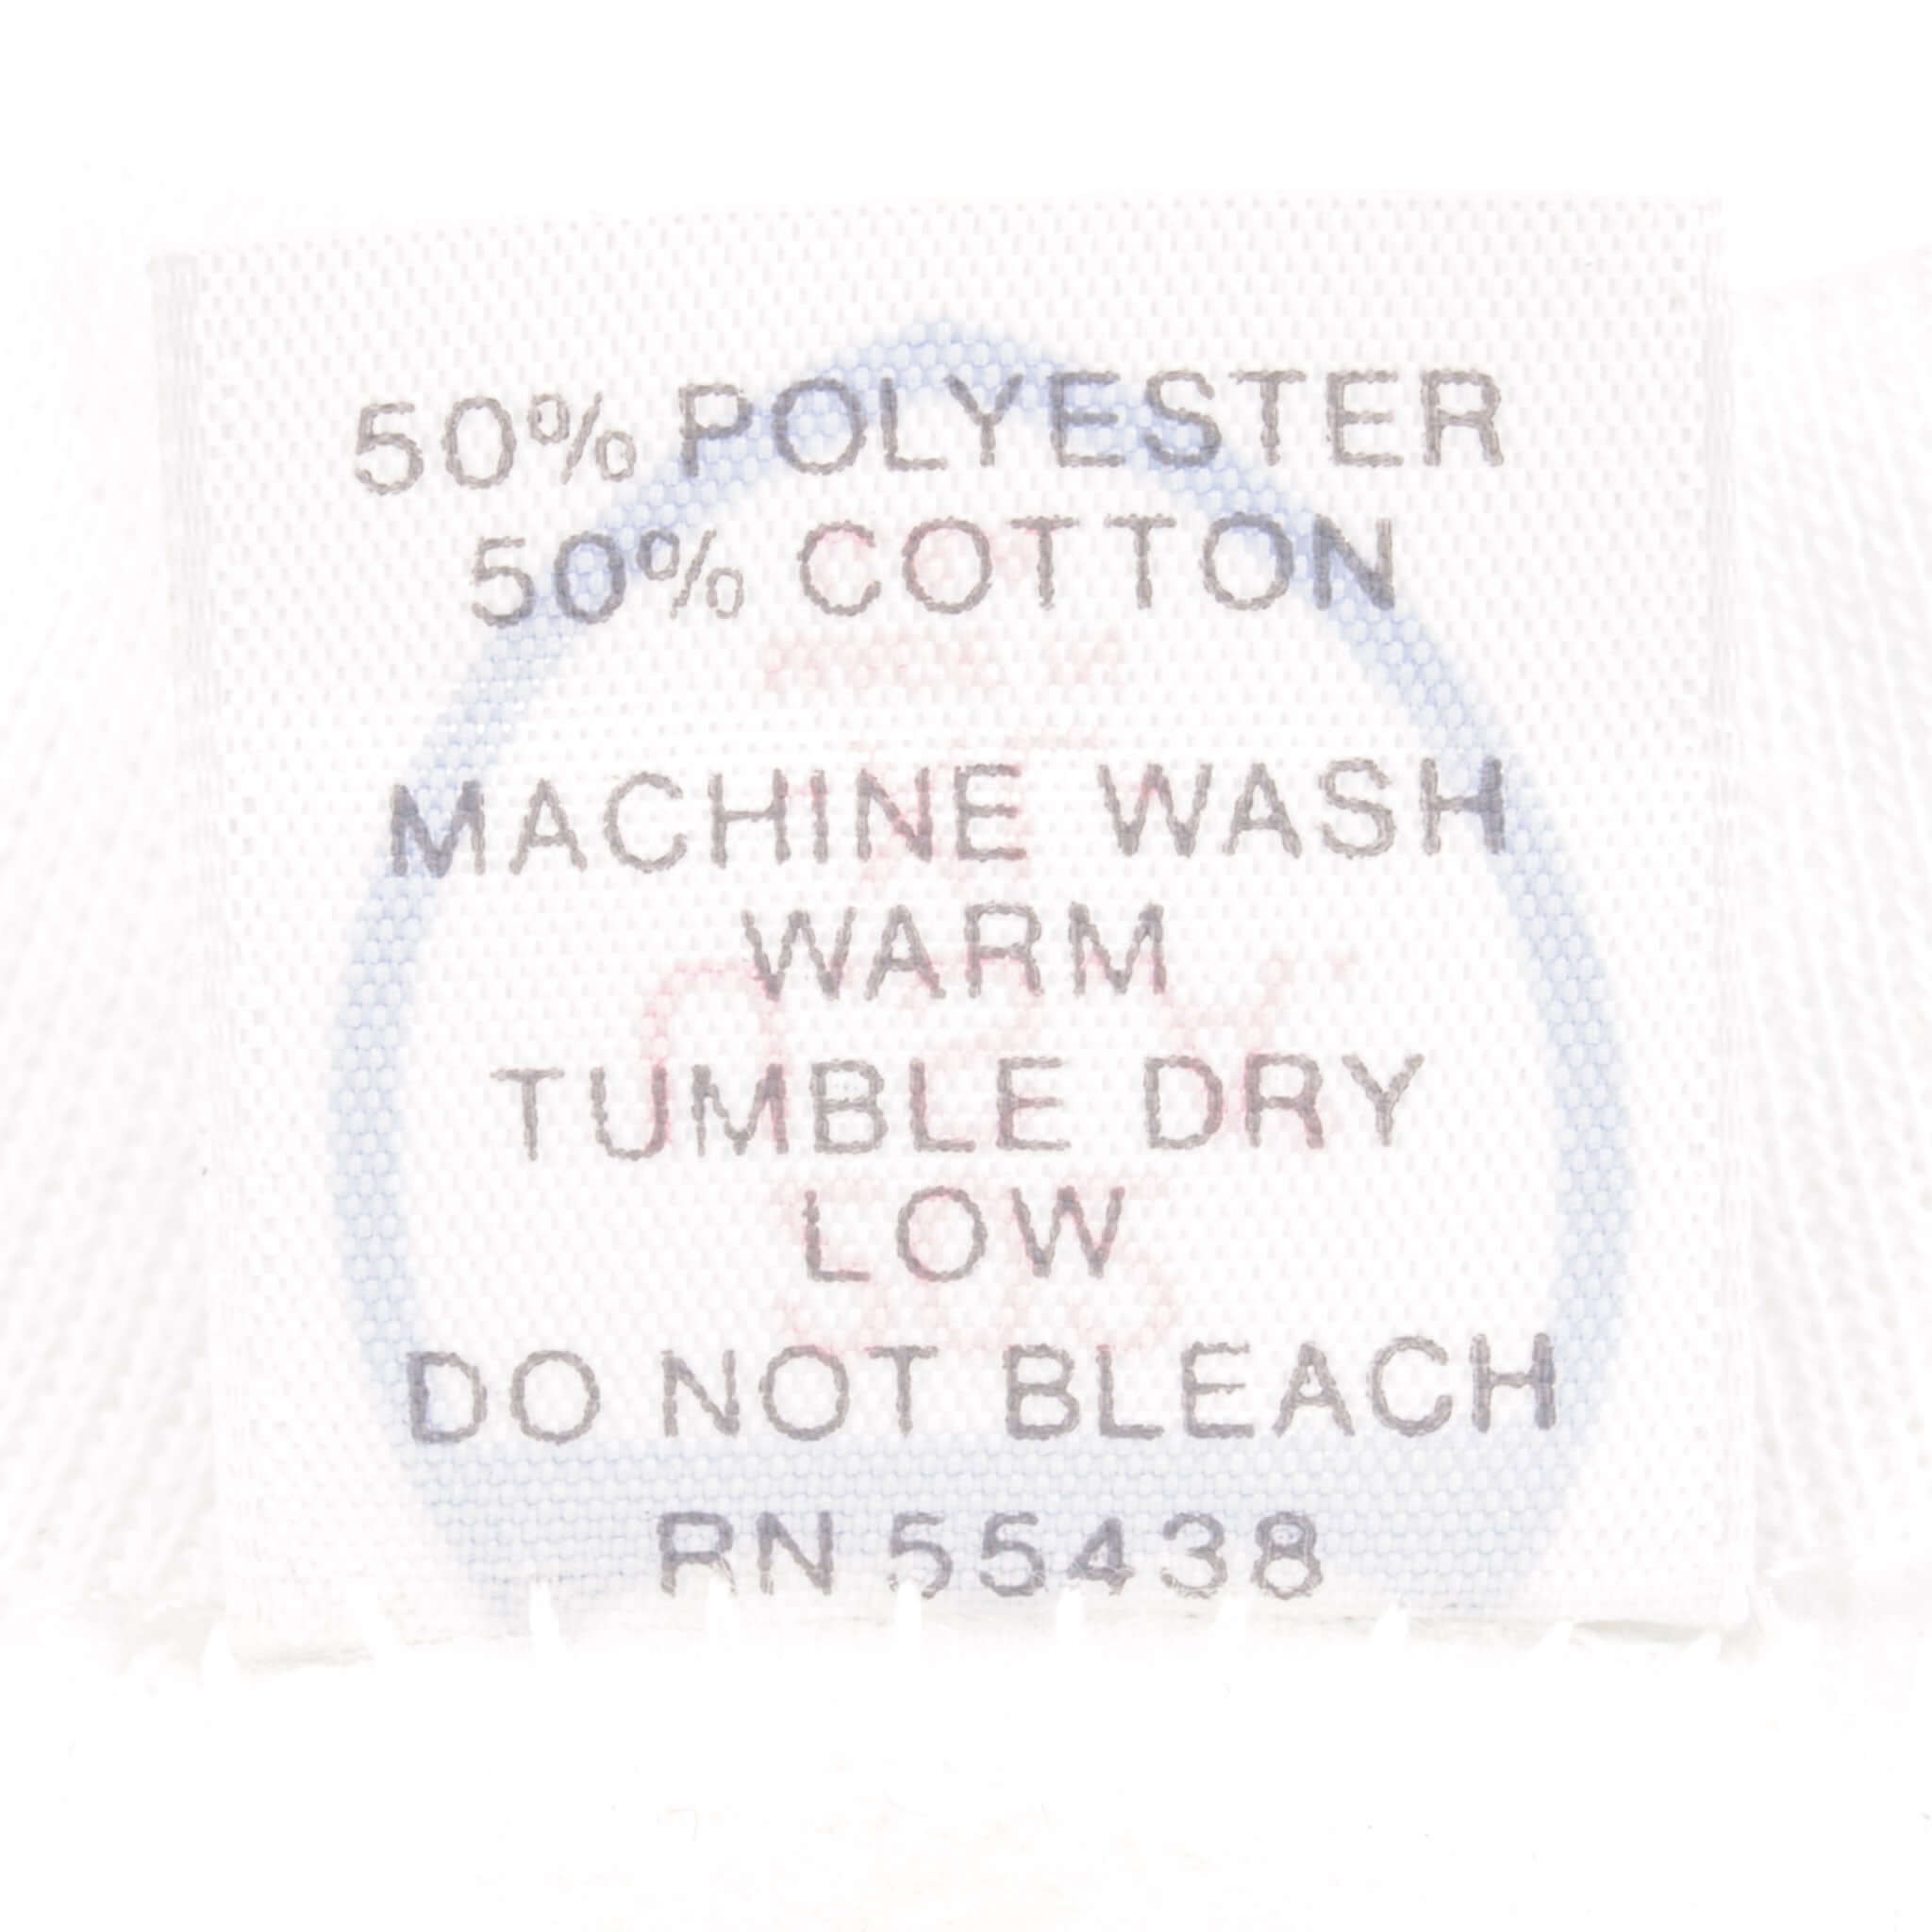 50% POLYESTER
50% COTTON
MACHINE WASH
WARM
TUMBLE DRY
LOW
DO NOT BLEACH
RN 55438